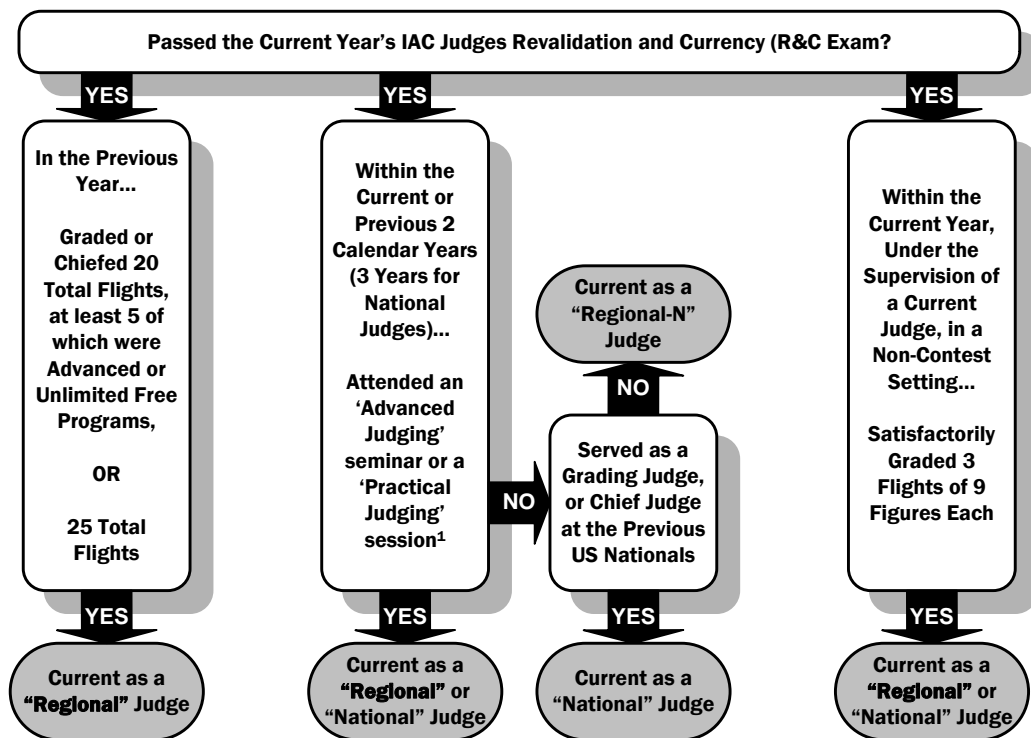 Passed the Current Year’s IAC Judges Revalidation and Currency (R&C Exam?
YES
YES
YES
In the Previous
Year...
Graded or
Chiefed 20
Total Flights,
at least 5 of
which were
Advanced or
Unlimited Free
Programs,
OR
25 Total
Flights
YES
Current as a
“Regional” Judge
Within the
Current or
Previous 2
Calendar Years
(3 Years for
National
Judges)...
Attended an
‘Advanced
Judging’
seminar or a
‘Practical
Judging’
session¹
NO
YES
Current as a
“Regional” or
“National” Judge
Current as a
“Regional-N”
Judge
NO
Served as a
Grading Judge,
or Chief Judge
at the Previous
US Nationals
YES
Current as a
“National” Judge
Within the
Current Year,
Under the
Supervision of
a Current
Judge, in a
Non-Contest
Setting...
Satisfactorily
Graded 3
Flights of 9
Figures Each
YES
Current as a
“Regional” or
“National” Judge